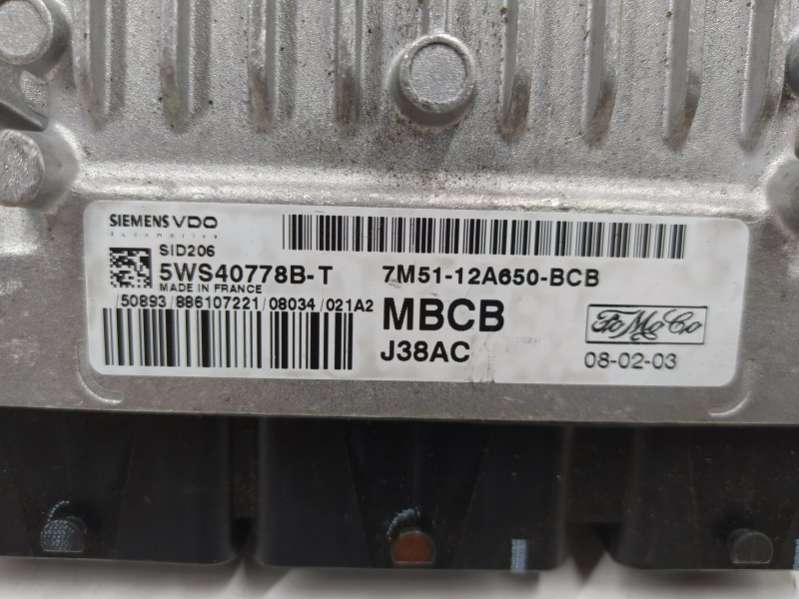 SIEMENS VDO
Automotive
SID206
5WS40778B-T
MADE IN FRANCE
50893/886107221/08034/021A2
7M51-12A650-BCB
MBCB
J38AC
FoMoCo
08-02-03